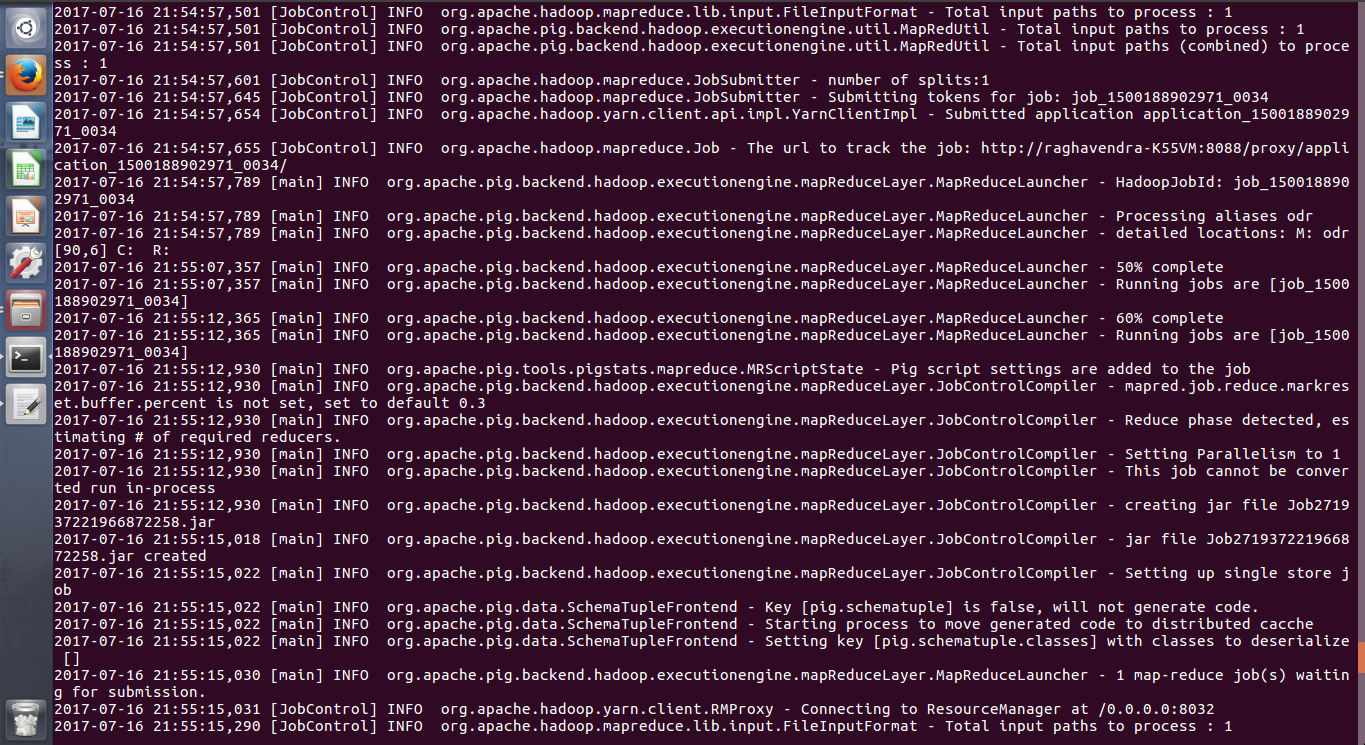 2017-07-16 21:54:57,501 [JobControl] INFO  org.apache.hadoop.mapreduce.lib.input.FileInputFormat - Total input paths to process : 1
2017-07-16 21:54:57,501 [JobControl] INFO  org.apache.pig.backend.hadoop.executionengine.util.MapRedUtil - Total input paths to process : 1
2017-07-16 21:54:57,501 [JobControl] INFO  org.apache.pig.backend.hadoop.executionengine.util.MapRedUtil - Total input paths (combined) to proce
ss : 1
2017-07-16 21:54:57,601 [JobControl] INFO  org.apache.hadoop.mapreduce.JobSubmitter - number of splits:1
2017-07-16 21:54:57,645 [JobControl] INFO  org.apache.hadoop.mapreduce.JobSubmitter - Submitting tokens for job: job_1500188902971_0034
2017-07-16 21:54:57,654 [JobControl] INFO  org.apache.hadoop.yarn.client.api.impl.YarnClientImpl - Submitted application application_15001889029
71_0034
2017-07-16 21:54:57,655 [JobControl] INFO  org.apache.hadoop.mapreduce.Job - The url to track the job: http://raghavendra-K55VM:8088/proxy/appli
cation_1500188902971_0034/
2017-07-16 21:54:57,789 [main] INFO  org.apache.pig.backend.hadoop.executionengine.mapReduceLayer.MapReduceLauncher - HadoopJobId: job_150018890
2971_0034
2017-07-16 21:54:57,789 [main] INFO  org.apache.pig.backend.hadoop.executionengine.mapReduceLayer.MapReduceLauncher - Processing aliases odr
2017-07-16 21:54:57,789 [main] INFO  org.apache.pig.backend.hadoop.executionengine.mapReduceLayer.MapReduceLauncher - detailed locations: M: odr
[90,6] C:  R:
2017-07-16 21:55:07,357 [main] INFO  org.apache.pig.backend.hadoop.executionengine.mapReduceLayer.MapReduceLauncher - 50% complete
2017-07-16 21:55:07,357 [main] INFO  org.apache.pig.backend.hadoop.executionengine.mapReduceLayer.MapReduceLauncher - Running jobs are [job_1500
188902971_0034]
2017-07-16 21:55:12,365 [main] INFO  org.apache.pig.backend.hadoop.executionengine.mapReduceLayer.MapReduceLauncher - 60% complete
2017-07-16 21:55:12,365 [main] INFO  org.apache.pig.backend.hadoop.executionengine.mapReduceLayer.MapReduceLauncher - Running jobs are [job_1500
188902971_0034]
2017-07-16 21:55:12,930 [main] INFO  org.apache.pig.tools.pigstats.mapreduce.MRScriptState - Pig script settings are added to the job
2017-07-16 21:55:12,930 [main] INFO  org.apache.pig.backend.hadoop.executionengine.mapReduceLayer.JobControlCompiler - mapred.job.reduce.markres
et.buffer.percent is not set, set to default 0.3
2017-07-16 21:55:12,930 [main] INFO  org.apache.pig.backend.hadoop.executionengine.mapReduceLayer.JobControlCompiler - Reduce phase detected, es
timating # of required reducers.
2017-07-16 21:55:12,930 [main] INFO  org.apache.pig.backend.hadoop.executionengine.mapReduceLayer.JobControlCompiler - Setting Parallelism to 1
2017-07-16 21:55:12,930 [main] INFO  org.apache.pig.backend.hadoop.executionengine.mapReduceLayer.JobControlCompiler - This job cannot be conver
ted run in-process
2017-07-16 21:55:12,930 [main] INFO  org.apache.pig.backend.hadoop.executionengine.mapReduceLayer.JobControlCompiler - creating jar file Job2719
37221966872258.jar
2017-07-16 21:55:15,018 [main] INFO  org.apache.pig.backend.hadoop.executionengine.mapReduceLayer.JobControlCompiler - jar file Job2719372219668
72258.jar created
2017-07-16 21:55:15,022 [main] INFO  org.apache.pig.backend.hadoop.executionengine.mapReduceLayer.JobControlCompiler - Setting up single store j
ob
2017-07-16 21:55:15,022 [main] INFO  org.apache.pig.data.SchemaTupleFrontend - Key [pig.schematuple] is false, will not generate code.
2017-07-16 21:55:15,022 [main] INFO  org.apache.pig.data.SchemaTupleFrontend - Starting process to move generated code to distributed cacche
2017-07-16 21:55:15,022 [main] INFO  org.apache.pig.data.SchemaTupleFrontend - Setting key [pig.schematuple.classes] with classes to deserialize
 []
2017-07-16 21:55:15,030 [main] INFO  org.apache.pig.backend.hadoop.executionengine.mapReduceLayer.MapReduceLauncher - 1 map-reduce job(s) waitin
g for submission.
2017-07-16 21:55:15,031 [JobControl] INFO  org.apache.hadoop.yarn.client.RMProxy - Connecting to ResourceManager at /0.0.0.0:8032
2017-07-16 21:55:15,290 [JobControl] INFO  org.apache.hadoop.mapreduce.lib.input.FileInputFormat - Total input paths to process : 1